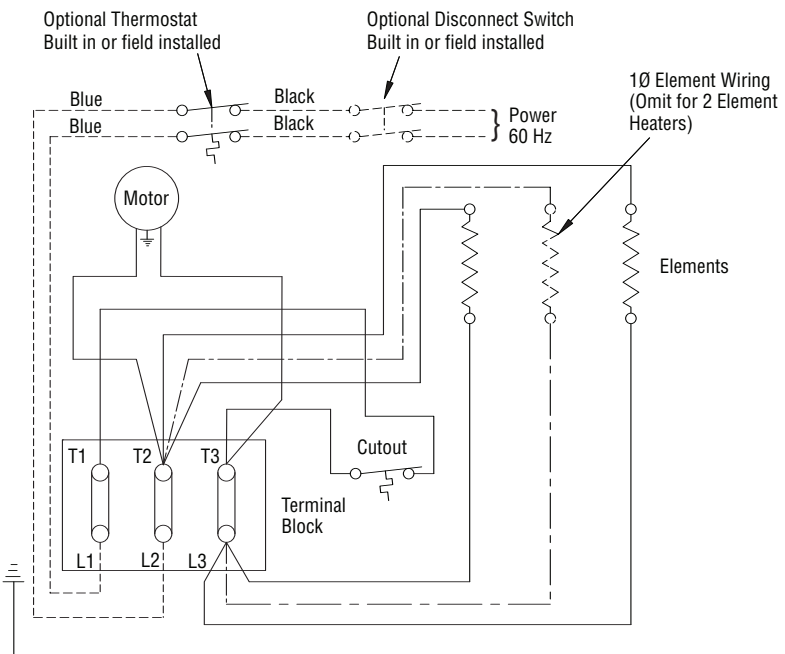 Optional Thermostat
Built in or field installed
Optional Disconnect Switch
Built in or field installed
1Ø Element Wiring
(Omit for 2 Element
Heaters)
Blue
Black
Blue
Black
} Power
60 Hz
Motor
Elements
Cutout
T1
T2
T3
Terminal
Block
L1
L2
L3